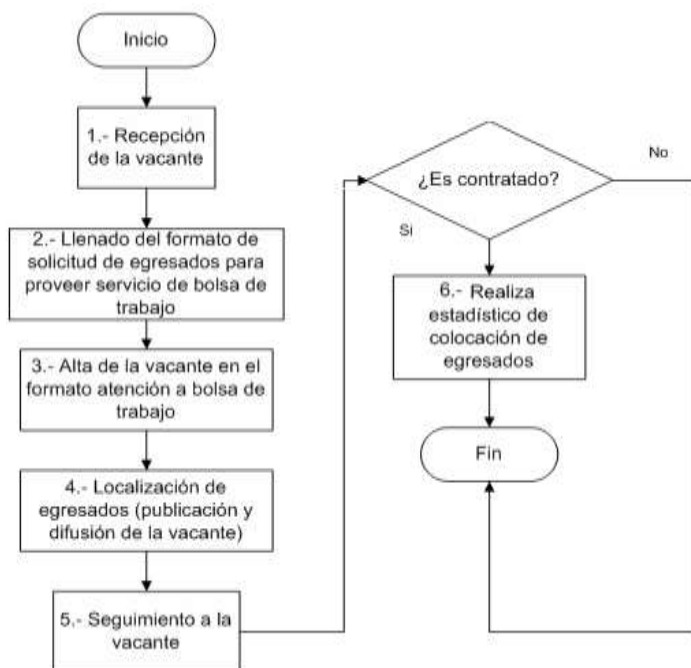 Inicio
1.- Recepción
de la vacante
2.- Llenado del formato de
solicitud de egresados para
proveer servicio de bolsa de
trabajo
3.- Alta de la vacante en el
formato atención a bolsa de
trabajo
4.- Localización de
egresados (publicación y
difusión de la vacante)
5.- Seguimiento a la
vacante
¿Es contratado?
No
Si
6.- Realiza
estadístico de
colocación de
egresados
Fin